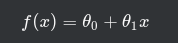 f(x) = θ₀ + θ₁x